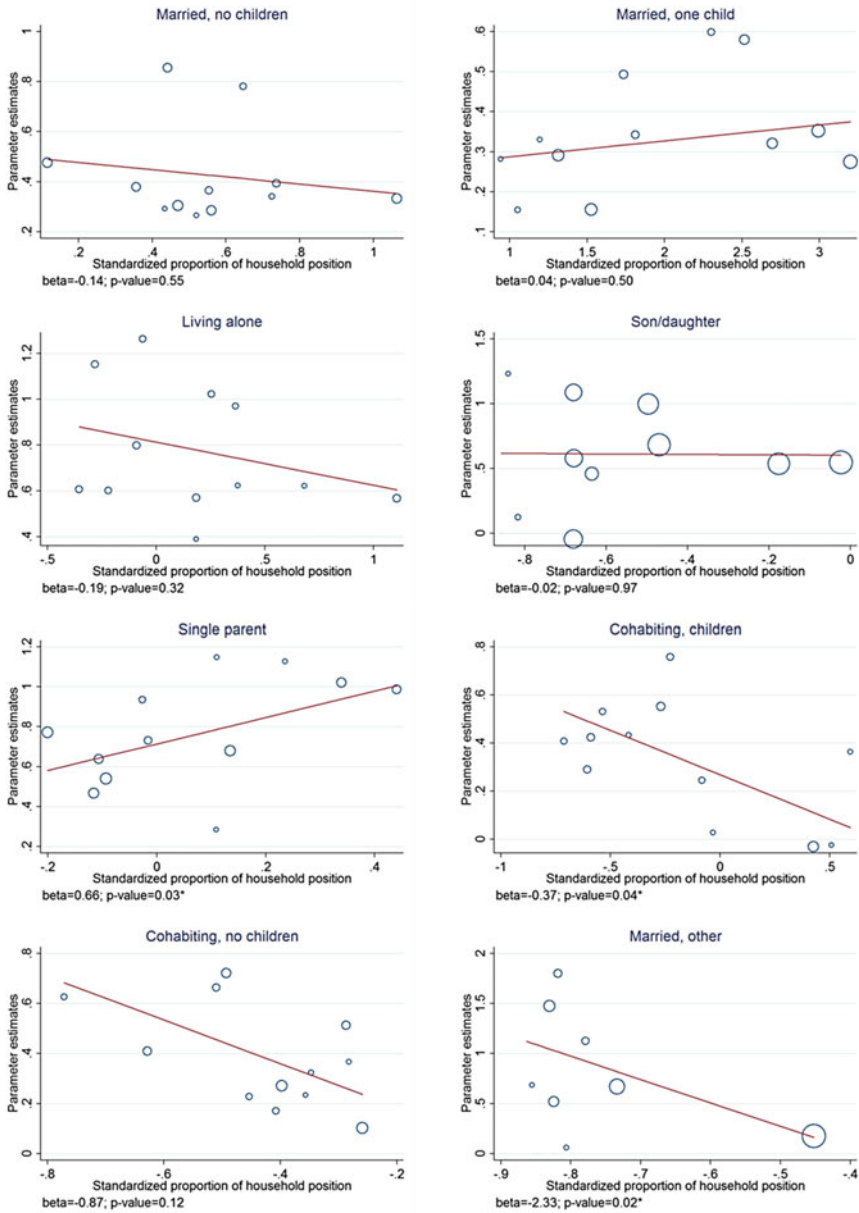 Married, no children
Parameter estimates
1
.8
.6
.4
.2
.2 .4 .6 .8 1
Standardized proportion of household position
beta=-0.14; p-value=0.55
Married, one child
Parameter estimates
.6
.5
.4
.3
.2
.1
1 1.5 2 2.5 3
Standardized proportion of household position
beta=0.04; p-value=0.50
Living alone
Parameter estimates
1.2
1
.8
.6
.4
-.5 0 .5 1
Standardized proportion of household position
beta=-0.19; p-value=0.32
Son/daughter
Parameter estimates
1.5
1
0.5
0
-.8 -.6 -.4 -.2 0
Standardized proportion of household position
beta=-0.02; p-value=0.97
Single parent
Parameter estimates
1.2
1
.8
.6
.4
.2
-0.2 0 0.2 .4
Standardized proportion of household position
beta=0.66; p-value=0.03*
Cohabiting, children
Parameter estimates
.8
.6
.4
.2
0
-1 -.5 0 .5
Standardized proportion of household position
beta=-0.37; p-value=0.04*
Cohabiting, no children
Parameter estimates
.8
.6
.4
.2
0
-.8 -.6 -.4 -.2
Standardized proportion of household position
beta=-0.87; p-value=0.12
Married, other
Parameter estimates
2
1.5
1
.5
0
-.9 -.8 -.7 -.6 -.5 -.4
Standardized proportion of household position
beta=-2.33; p-value=0.02*